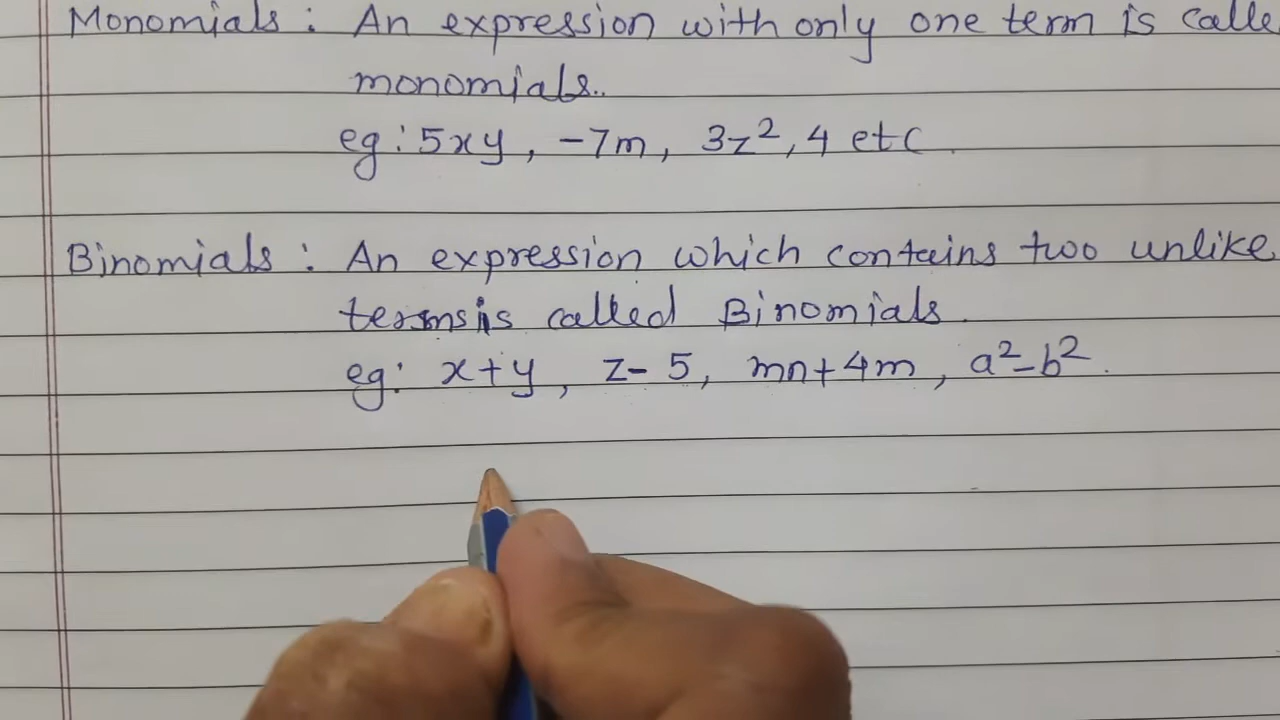 Monomials : An expression with only one term is calle
monomials..
eg: 5xy, -7m, 3z², 4 etc.
Binomials : An expression which contains two unlike
terms is called Binomials.
eg: x+y, z-5, mn+4m, a²-b².